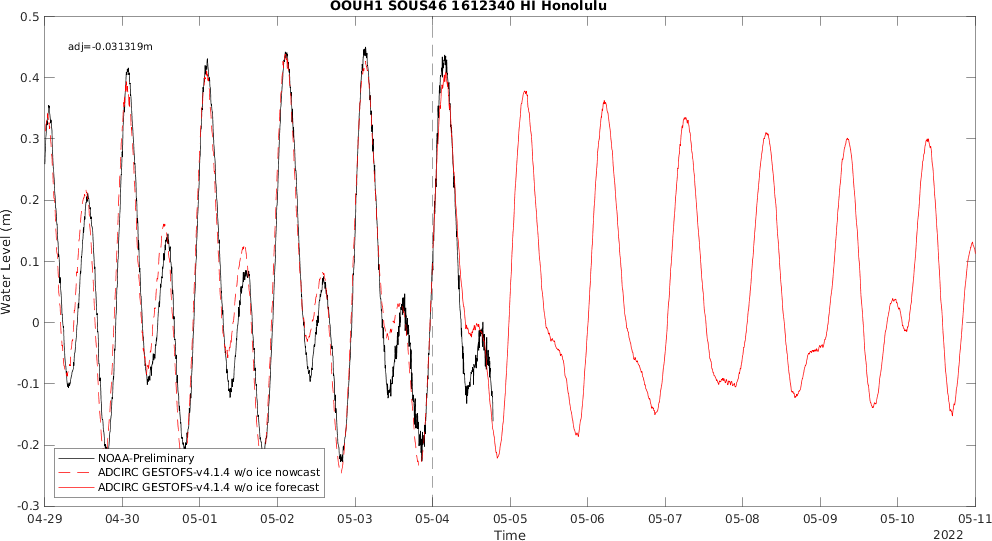 OOUH1 SOUS46 1612340 HI Honolulu
adj=-0.031319m
0.5
0.4
0.3
0.2
0.1
0
-0.1
-0.2
-0.3
Water Level (m)
NOAA-Preliminary
ADCIRC GESTOFS-v4.1.4 w/o ice nowcast
ADCIRC GESTOFS-v4.1.4 w/o ice forecast
04-29 04-30 05-01 05-02 05-03 05-04 05-05 05-06 05-07 05-08 05-09 05-10 05-11
Time
2022